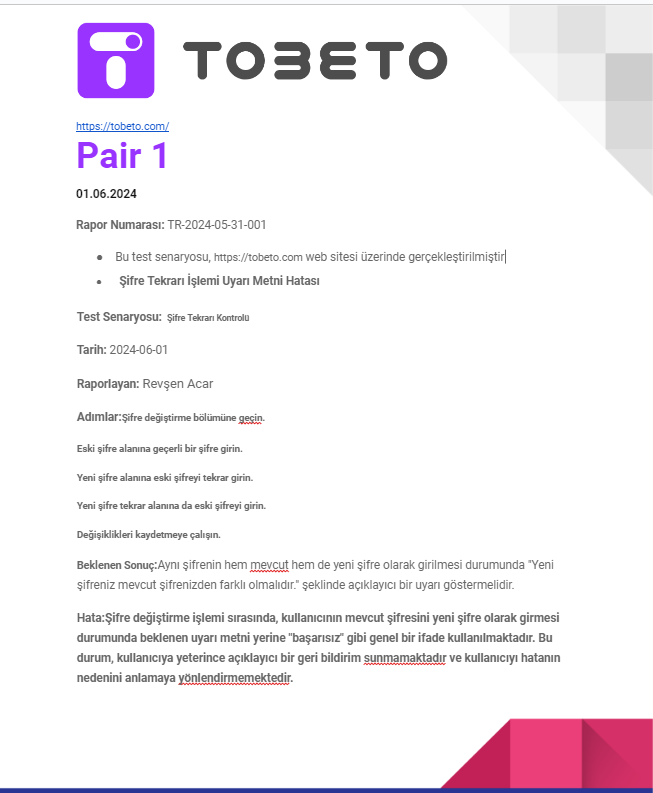 TOBETO
https://tobeto.com/
Pair 1
01.06.2024
Rapor Numarası: TR-2024-05-31-001
● Bu test senaryosu, https://tobeto.com web sitesi üzerinde gerçekleştirilmiştir
● Şifre Tekrarı İşlemi Uyarı Metni Hatası
Test Senaryosu: Şifre Tekrarı Kontrolü
Tarih: 2024-06-01
Raporlayan: Revşen Acar
Adımlar:Şifre değiştirme bölümüne geçin.
Eski şifre alanına geçerli bir şifre girin.
Yeni şifre alanına eski şifreyi tekrar girin.
Yeni şifre tekrar alanına da eski şifreyi girin.
Değişiklikleri kaydetmeye çalışın.
Beklenen Sonuç:Aynı şifrenin hem mevcut hem de yeni şifre olarak girilmesi durumunda "Yeni
şifreniz mevcut şifrenizden farklı olmalıdır." şeklinde açıklayıcı bir uyarı göstermelidir.
Hata:Şifre değiştirme işlemi sırasında, kullanıcının mevcut şifresini yeni şifre olarak girmesi
durumunda beklenen uyarı metni yerine "başarısız" gibi genel bir ifade kullanılmaktadır. Bu
durum, kullanıcıya yeterince açıklayıcı bir geri bildirim sunmamaktadır ve kullanıcıyı hatanın
nedenini anlamaya yönlendirmemektedir.